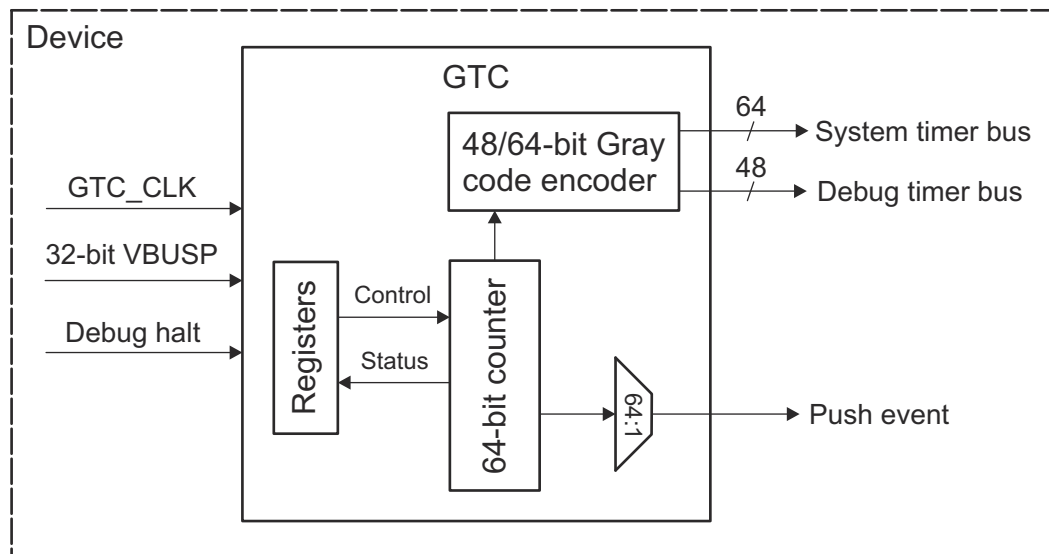 Device
GTC
64
48/64-bit Gray
code encoder
System timer bus
48
Debug timer bus
GTC_CLK
32-bit VBUSP
Debug halt
Registers
Control
Status
64-bit counter
64:1
Push event